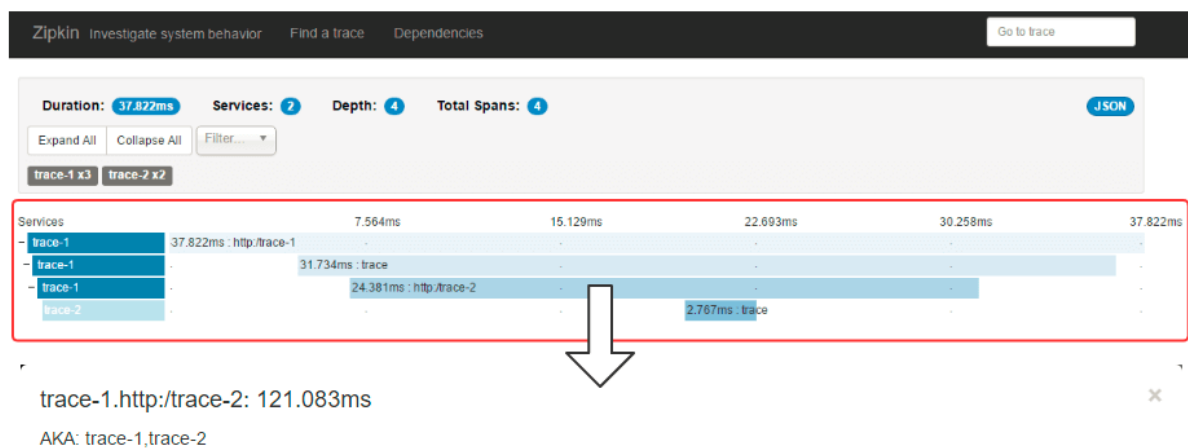 Zipkin Investigate system behavior Find a trace Dependencies Go to trace
Duration: 37.822ms Services: 2 Depth: 4 Total Spans: 4 JSON
Expand All Collapse All Filter...
trace-1 x3 trace-2 x2
Services 7.564ms 15.129ms 22.693ms 30.258ms 37.822ms
− trace-1 37.822ms : http:/trace-1
− trace-1 31.734ms : trace
− trace-1 24.381ms : http:/trace-2
trace-2 2.767ms : trace
trace-1.http:/trace-2: 121.083ms ×
AKA: trace-1,trace-2